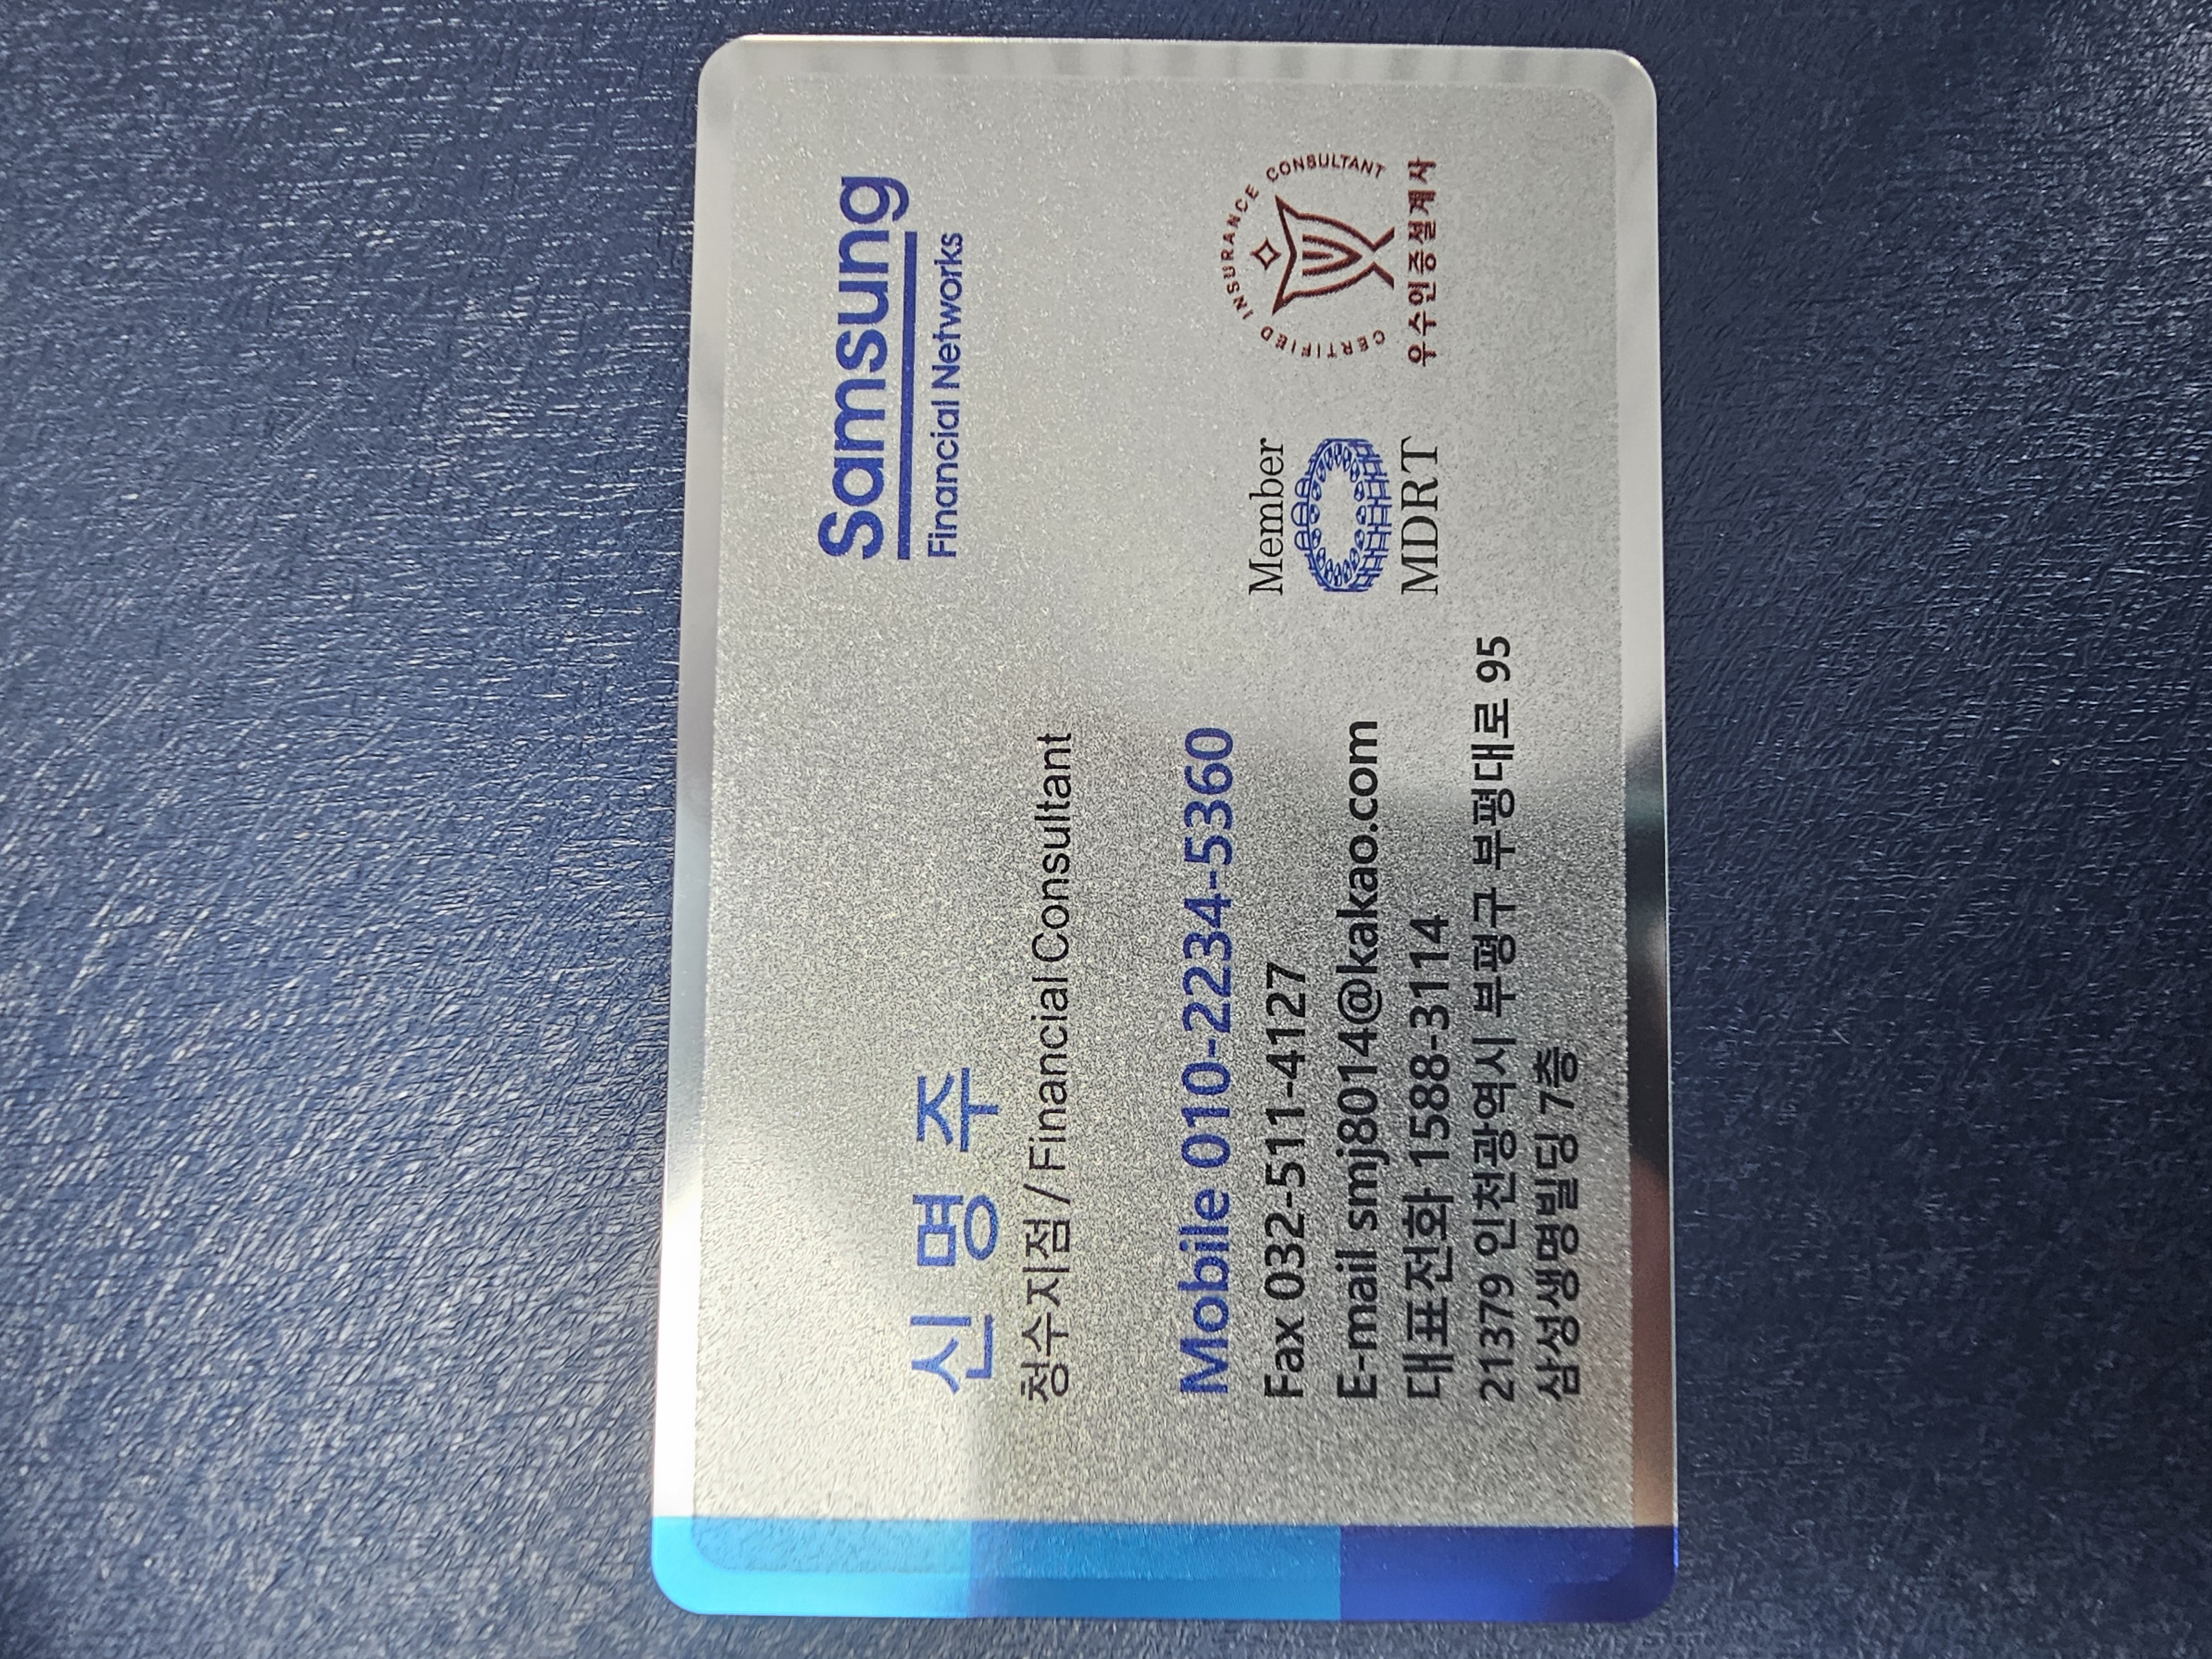 Samsung
Financial Networks
신명주
청수지점 / Financial Consultant
Mobile 010-2234-5360
Fax 032-511-4127
E-mail smj8014@kakao.com
대표전화 1588-3114
21379 인천광역시 부평구 부평대로 95
삼성생명빌딩 7층
Member
MDRT
CERTIFIED INSURANCE CONSULTANT
우수인증설계사